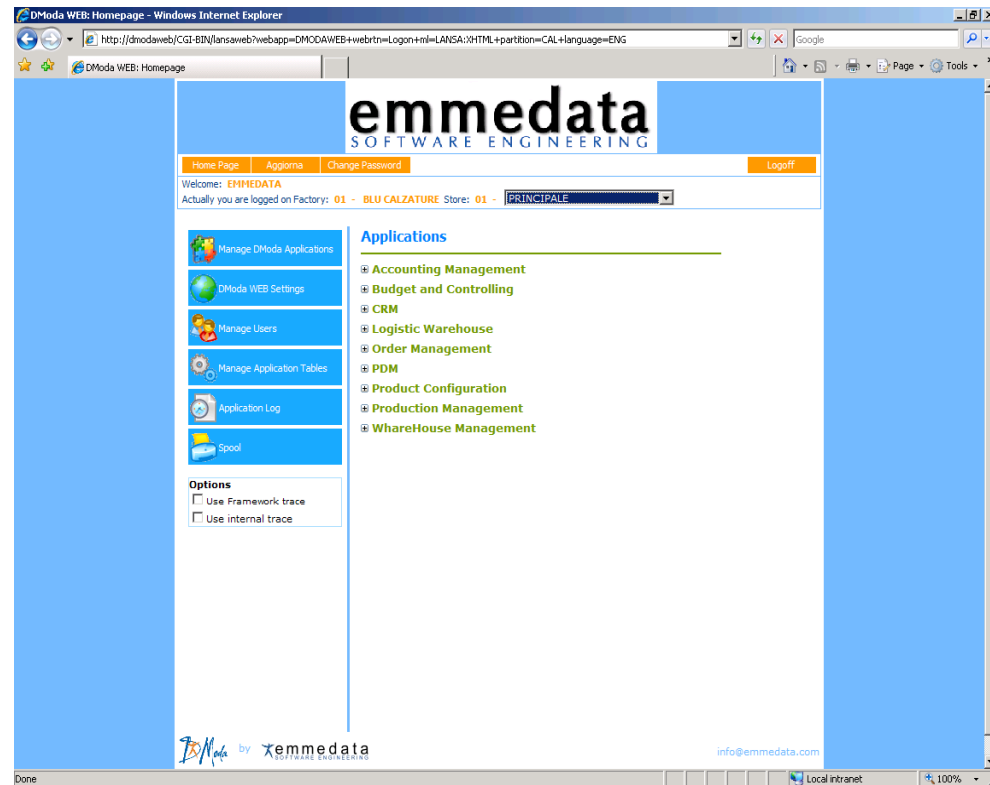 DModa WEB: Homepage - Windows Internet Explorer
http://dmodaweb/CGI-BIN/lansaweb?webapp=DMODAWEB+webrtn=Logon+ml=LANSA:XHTML+partition=CAL+language=ENG
Google
DModa WEB: Homepage
Page
Tools
emmedata
SOFTWARE ENGINEERING
Home Page
Aggiorna
Change Password
Logoff
Welcome: EMMEDATA
Actually you are logged on Factory: 01 - BLU CALZATURE Store: 01 - PRINCIPALE
Manage DModa Applications
DModa WEB Settings
Manage Users
Manage Application Tables
Application Log
Spool
Options
Use Framework trace
Use internal trace
Applications
Accounting Management
Budget and Controlling
CRM
Logistic Warehouse
Order Management
PDM
Product Configuration
Production Management
WhareHouse Management
DModa by emmedata
SOFTWARE ENGINEERING
info@emmedata.com
Done
Local intranet
100%